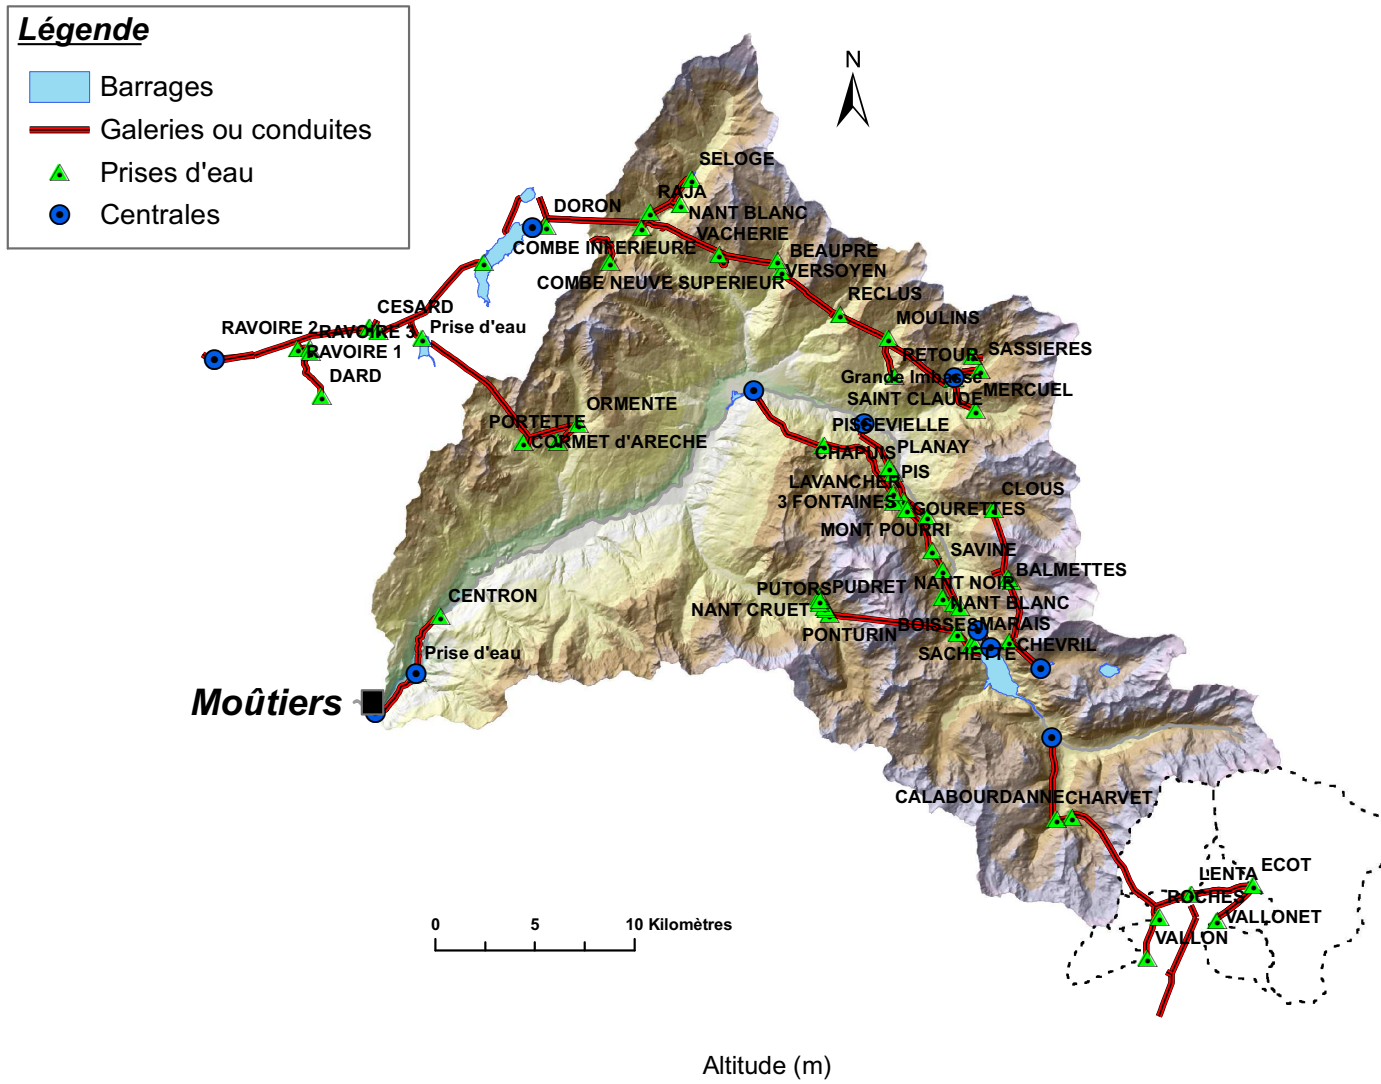 Légende
Barrages
Galeries ou conduites
Prises d'eau
Centrales
N
SELOGE
RAJA
DORON
NANT BLANC
VACHERIE
COMBE INFERIEURE
BEAUPRE
VERSOYEN
COMBE NEUVE SUPERIEUR
RECLUS
CESARD
MOULINS
RAVOIRE 2
RAVOIRE 3
Prise d'eau
RAVOIRE 1
RETOUR
SASSIERES
DARD
Grande Imbasse
MERCUEL
SAINT CLAUDE
ORMENTE
PORTETTE
PISSEVIELLE
CORMET d'ARECHE
CHAPUIS
PLANAY
PIS
LAVANCHER
CLOUS
3 FONTAINES
GOURETTES
MONT POURRI
SAVINE
BALMETTES
NANT NOIR
PUTORS
PUDRET
CENTRON
NANT CRUET
NANT BLANC
BOISSES
MARAIS
PONTURIN
CHEVRIL
SACHETTE
Prise d'eau
Moûtiers
CALABOURDANNE
CHARVET
ECOT
LENTA
ROCHES
VALLONET
VALLON
0 5 10 Kilomètres
Altitude (m)